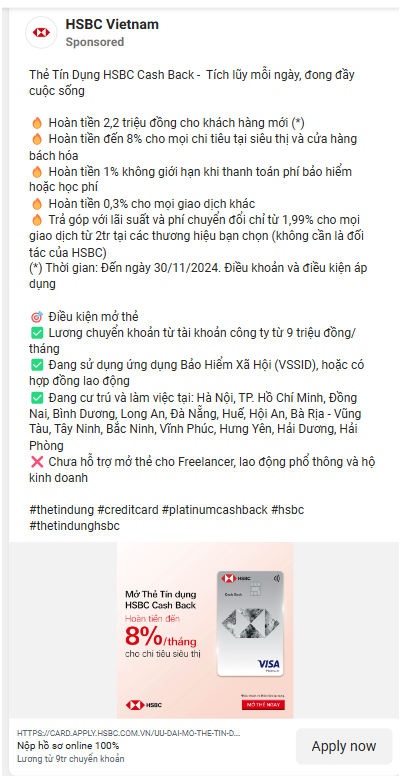 HSBC Vietnam
Sponsored
Thẻ Tín Dụng HSBC Cash Back - Tích lũy mỗi ngày, đong đầy
cuộc sống
🔥 Hoàn tiền 2,2 triệu đồng cho khách hàng mới (*)
🔥 Hoàn tiền đến 8% cho mọi chi tiêu tại siêu thị và cửa hàng
bách hóa
🔥 Hoàn tiền 1% không giới hạn khi thanh toán phí bảo hiểm
hoặc học phí
🔥 Hoàn tiền 0,3% cho mọi giao dịch khác
🔥 Trả góp với lãi suất và phí chuyển đổi chỉ từ 1,99% cho mọi
giao dịch từ 2tr tại các thương hiệu bạn chọn (không cần là đối
tác của HSBC)
(*) Thời gian: Đến ngày 30/11/2024. Điều khoản và điều kiện áp
dụng
🎯 Điều kiện mở thẻ
✅ Lương chuyển khoản từ tài khoản công ty từ 9 triệu đồng/
tháng
✅ Đang sử dụng ứng dụng Bảo Hiểm Xã Hội (VSSID), hoặc có
hợp đồng lao động
✅ Đang cư trú và làm việc tại: Hà Nội, TP. Hồ Chí Minh, Đồng
Nai, Bình Dương, Long An, Đà Nẵng, Huế, Hội An, Bà Rịa - Vũng
Tàu, Tây Ninh, Bắc Ninh, Vĩnh Phúc, Hưng Yên, Hải Dương, Hải
Phòng
❌ Chưa hỗ trợ mở thẻ cho Freelancer, lao động phổ thông và hộ
kinh doanh
#thetindung #creditcard #platinumcashback #hsbc
#thetindunghsbc
Mở Thẻ Tín dụng
HSBC Cash Back
Hoàn tiền đến
8%/tháng
cho chi tiêu siêu thị
HSBC
Cash Back
VISA
HSBC
MỞ THẺ NGAY
HTTPS://CARD.APPLY.HSBC.COM.VN/UU-DAI-MO-THE-TIN-D...
Nộp hồ sơ online 100%
Lương từ 9tr chuyển khoản
Apply now